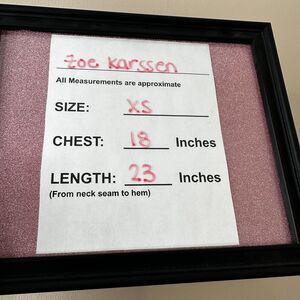 Zoe Karssen
All Measurements are approximate
SIZE: XS
CHEST: 18 Inches
LENGTH: 23 Inches
(From neck seam to hem)